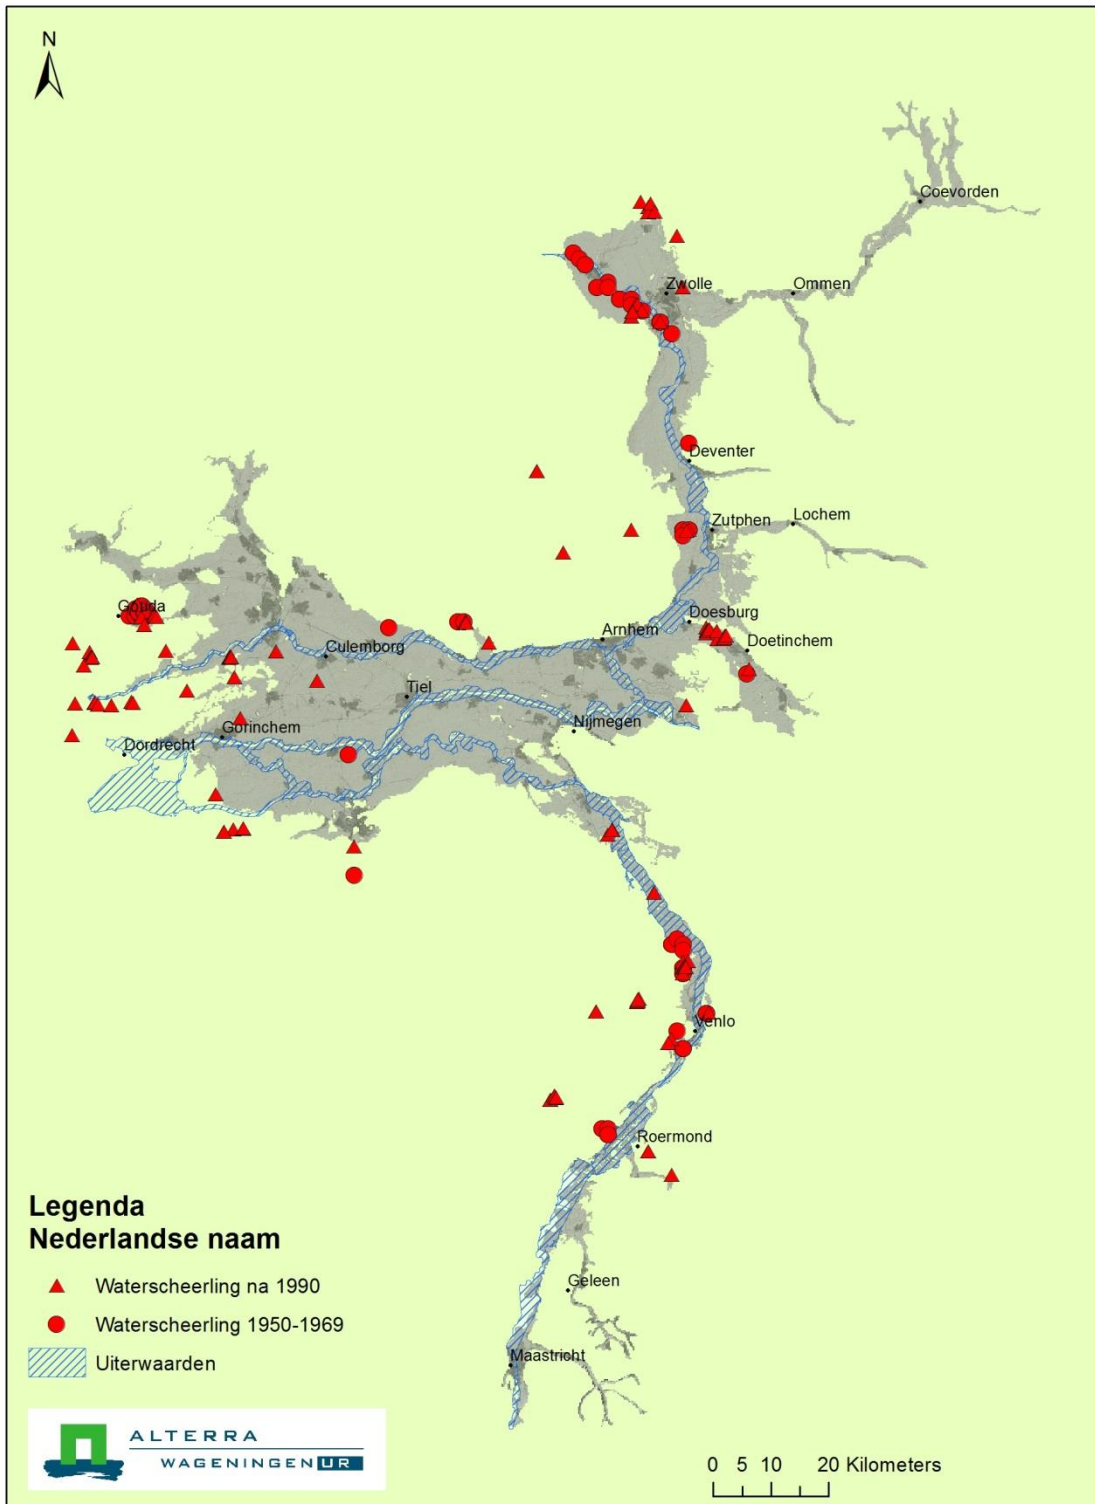 N
Coevorden
Zwolle
Ommen
Deventer
Zutphen
Lochem
Gouda
Doesburg
Arnhem
Doetinchem
Culemborg
Tiel
Nijmegen
Gorinchem
Dordrecht
Venlo
Roermond
Geleen
Maastricht
Legenda
Nederlandse naam
Waterscheerling na 1990
Waterscheerling 1950-1969
Uiterwaarden
ALTERRA
WAGENINGEN UR
0 5 10 20 Kilometers